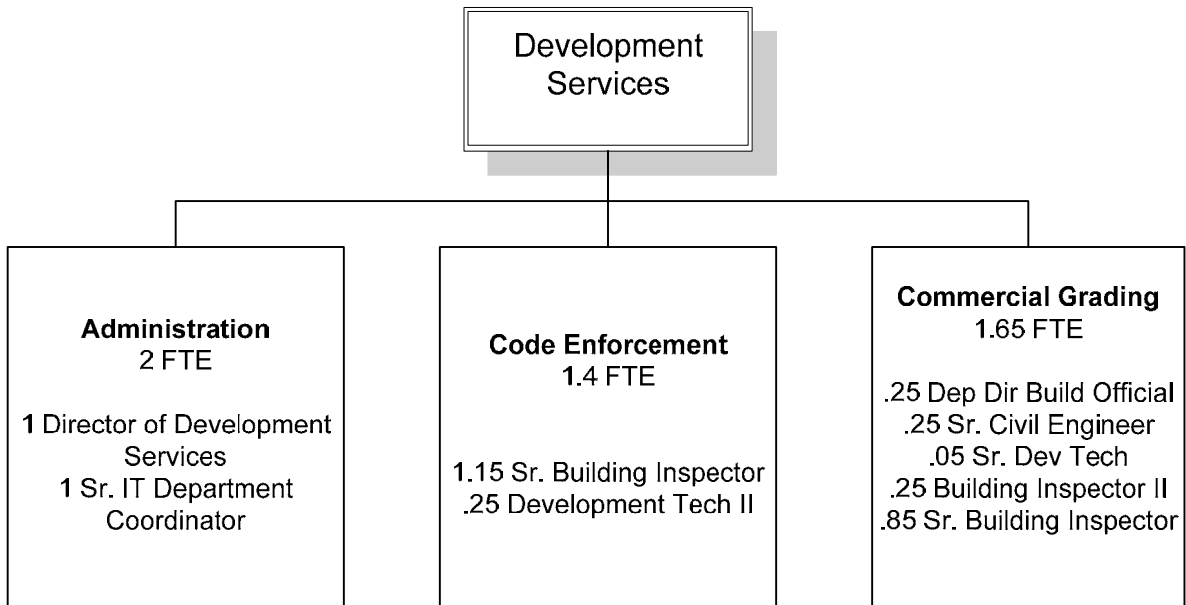 Development
Services
Administration
2 FTE
1 Director of Development
Services
1 Sr. IT Department
Coordinator
Code Enforcement
1.4 FTE
1.15 Sr. Building Inspector
.25 Development Tech II
Commercial Grading
1.65 FTE
.25 Dep Dir Build Official
.25 Sr. Civil Engineer
.05 Sr. Dev Tech
.25 Building Inspector II
.85 Sr. Building Inspector